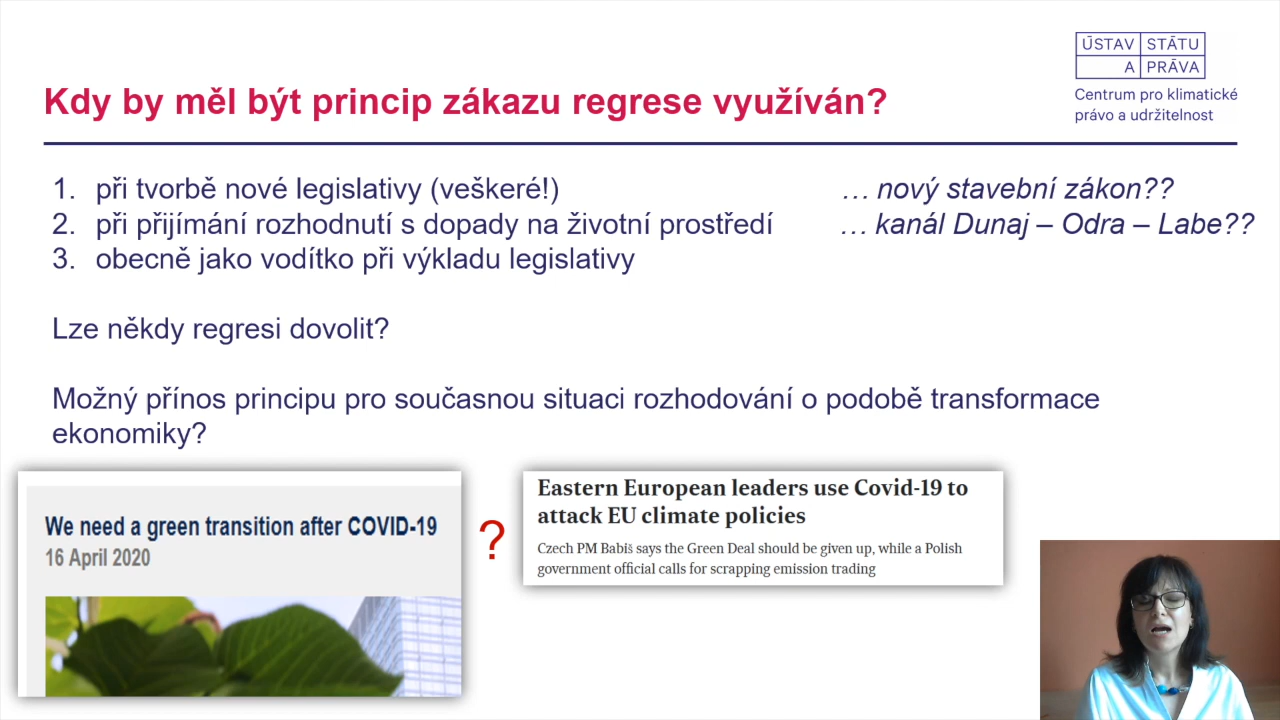 ÚSTAV STÁTU
A PRÁVA
Centrum pro klimatické
právo a udržitelnost
Kdy by měl být princip zákazu regrese využíván?
1. při tvorbě nové legislativy (veškeré!) … nový stavební zákon??
2. při přijímání rozhodnutí s dopady na životní prostředí … kanál Dunaj – Odra – Labe??
3. obecně jako vodítko při výkladu legislativy
Lze někdy regresi dovolit?
Možný přínos principu pro současnou situaci rozhodování o podobě transformace
ekonomiky?
We need a green transition after COVID-19
16 April 2020
?
Eastern European leaders use Covid-19 to
attack EU climate policies
Czech PM Babiš says the Green Deal should be given up, while a Polish
government official calls for scrapping emission trading